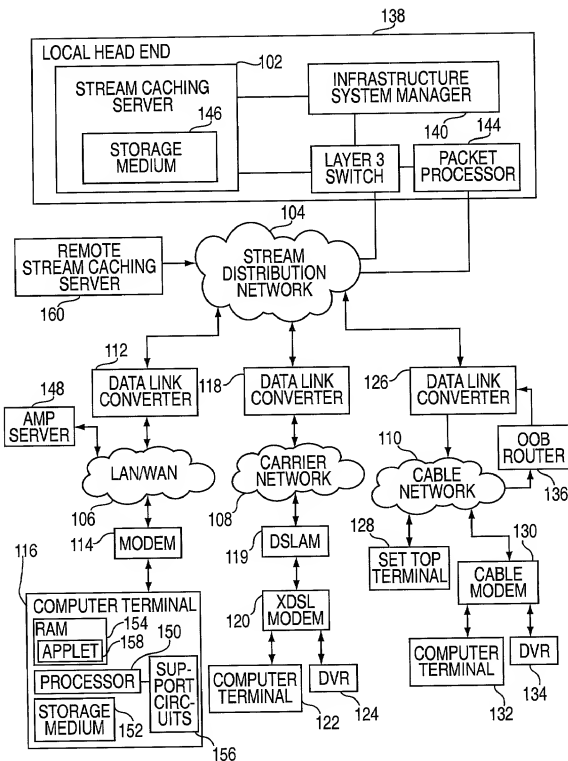 138
LOCAL HEAD END
102
STREAM CACHING
SERVER
146
STORAGE
MEDIUM
INFRASTRUCTURE
SYSTEM MANAGER
140
144
LAYER 3
SWITCH
PACKET
PROCESSOR
104
STREAM
DISTRIBUTION
NETWORK
REMOTE
STREAM CACHING
SERVER
160
112
DATA LINK
CONVERTER
118
DATA LINK
CONVERTER
126
DATA LINK
CONVERTER
148
AMP
SERVER
LAN/WAN
106
CARRIER
NETWORK
108
110
CABLE
NETWORK
OOB
ROUTER
136
114
MODEM
119
DSLAM
128
SET TOP
TERMINAL
130
CABLE
MODEM
116
COMPUTER TERMINAL
RAM
154
APPLET
158
150
PROCESSOR
STORAGE
MEDIUM
152
SUP-
PORT
CIRC-
UITS
156
120
XDSL
MODEM
COMPUTER
TERMINAL
122
DVR
124
COMPUTER
TERMINAL
132
DVR
134